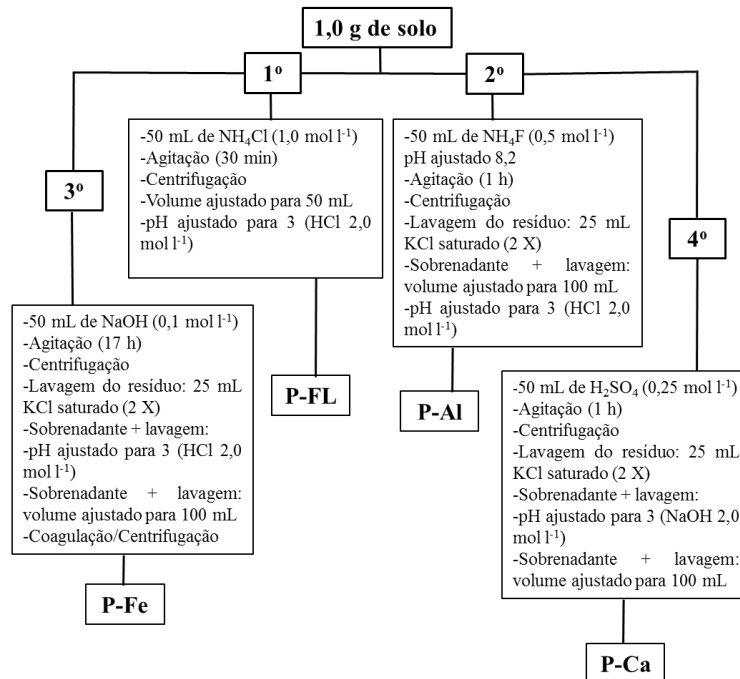 1,0 g de solo
1º
2º
-50 mL de NH₄Cl (1,0 mol l⁻¹)
-Agitação (30 min)
-Centrifugação
-Volume ajustado para 50 mL
-pH ajustado para 3 (HCl 2,0
mol l⁻¹)
-50 mL de NH₄F (0,5 mol l⁻¹)
pH ajustado 8,2
-Agitação (1 h)
-Centrifugação
-Lavagem do resíduo: 25 mL
KCl saturado (2 X)
-Sobrenadante + lavagem:
volume ajustado para 100 mL
-pH ajustado para 3 (HCl 2,0
mol l⁻¹)
3º
4º
-50 mL de NaOH (0,1 mol l⁻¹)
-Agitação (17 h)
-Centrifugação
-Lavagem do resíduo: 25 mL
KCl saturado (2 X)
-Sobrenadante + lavagem:
-pH ajustado para 3 (HCl 2,0
mol l⁻¹)
-Sobrenadante + lavagem:
volume ajustado para 100 mL
-Coagulação/Centrifugação
P-FL
P-Al
-50 mL de H₂SO₄ (0,25 mol l⁻¹)
-Agitação (1 h)
-Centrifugação
-Lavagem do resíduo: 25 mL
KCl saturado (2 X)
-Sobrenadante + lavagem:
-pH ajustado para 3 (NaOH 2,0
mol l⁻¹)
-Sobrenadante + lavagem:
volume ajustado para 100 mL
P-Fe
P-Ca